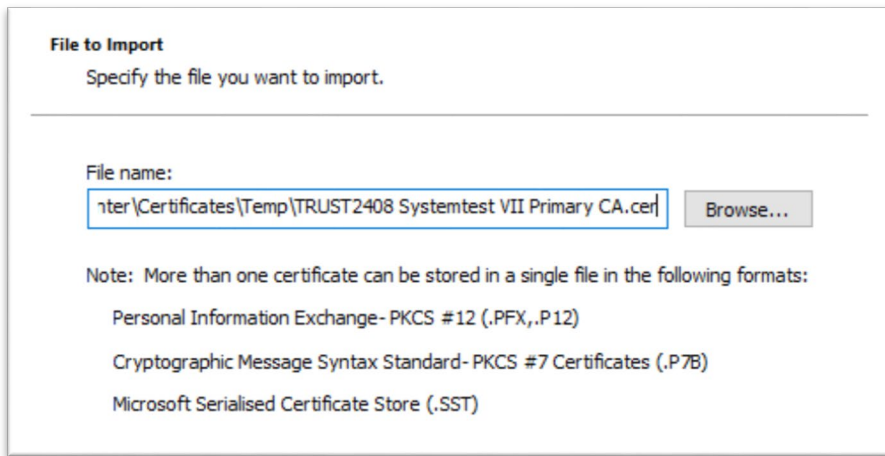 File to Import
Specify the file you want to import.
File name:
nter\Certificates\Temp\TRUST2408 Systemtest VII Primary CA.cer
Browse...
Note: More than one certificate can be stored in a single file in the following formats:
Personal Information Exchange- PKCS #12 (.PFX,.P12)
Cryptographic Message Syntax Standard- PKCS #7 Certificates (.P7B)
Microsoft Serialised Certificate Store (.SST)